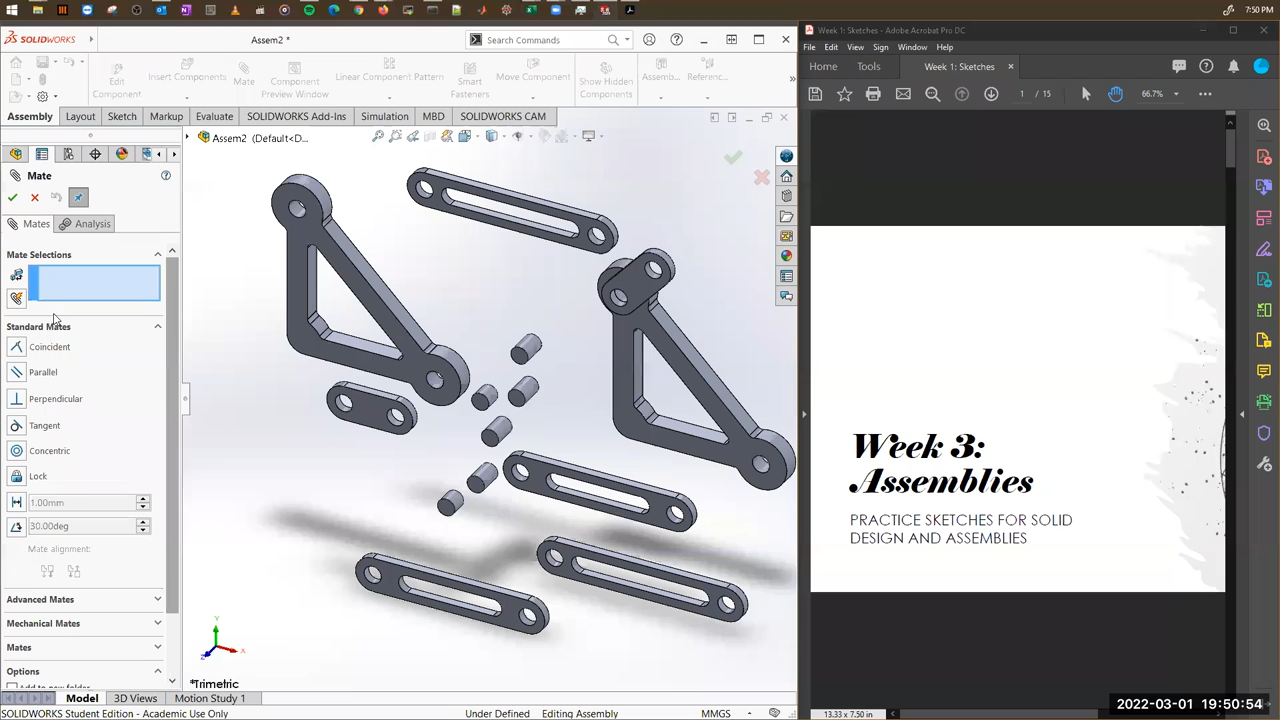 7:50 PM
SOLIDWORKS
Assem2 *
Search Commands
Edit Component
Insert Components
Mate
Component Preview Window
Linear Component Pattern
Smart Fasteners
Move Component
Show Hidden Components
Assemb...
Referenc...
Assembly
Layout
Sketch
Markup
Evaluate
SOLIDWORKS Add-Ins
Simulation
MBD
SOLIDWORKS CAM
Assem2 (Default<D...
Mate
Mates
Analysis
Mate Selections
Standard Mates
Coincident
Parallel
Perpendicular
Tangent
Concentric
Lock
1.00mm
30.00deg
Mate alignment:
Advanced Mates
Mechanical Mates
Mates
Options
Add to new folder
Y
X
Z
*Trimetric
Model
3D Views
Motion Study 1
SOLIDWORKS Student Edition - Academic Use Only
Under Defined
Editing Assembly
MMGS
Week 1: Sketches - Adobe Acrobat Pro DC
File
Edit
View
Sign
Window
Help
Home
Tools
Week 1: Sketches
1 / 15
66.7%
Week 3:
Assemblies
PRACTICE SKETCHES FOR SOLID
DESIGN AND ASSEMBLIES
13.33 x 7.50 in
2022-03-01 19:50:54